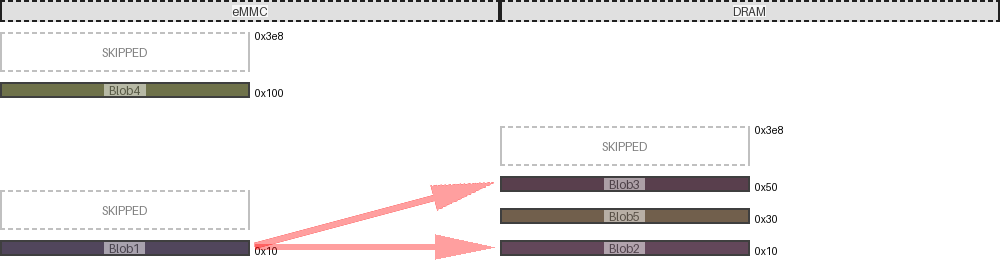 eMMC
DRAM
0x3e8
SKIPPED
Blob4
0x100
0x3e8
SKIPPED
Blob3
0x50
SKIPPED
Blob5
0x30
Blob1
0x10
Blob2
0x10